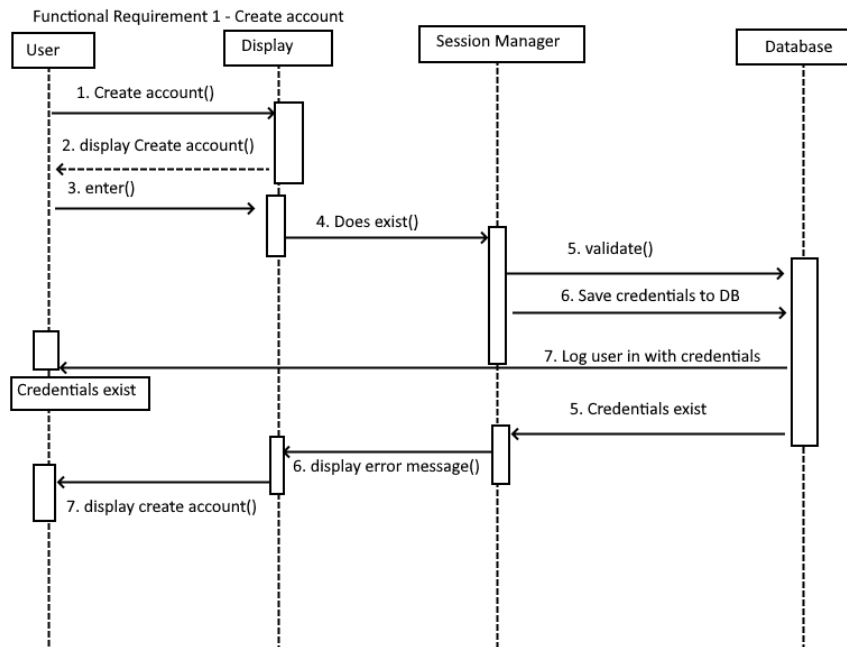 Functional Requirement 1 - Create account
User
Display
Session Manager
Database
1. Create account()
2. display Create account()
3. enter()
4. Does exist()
5. validate()
6. Save credentials to DB
7. Log user in with credentials
Credentials exist
5. Credentials exist
6. display error message()
7. display create account()